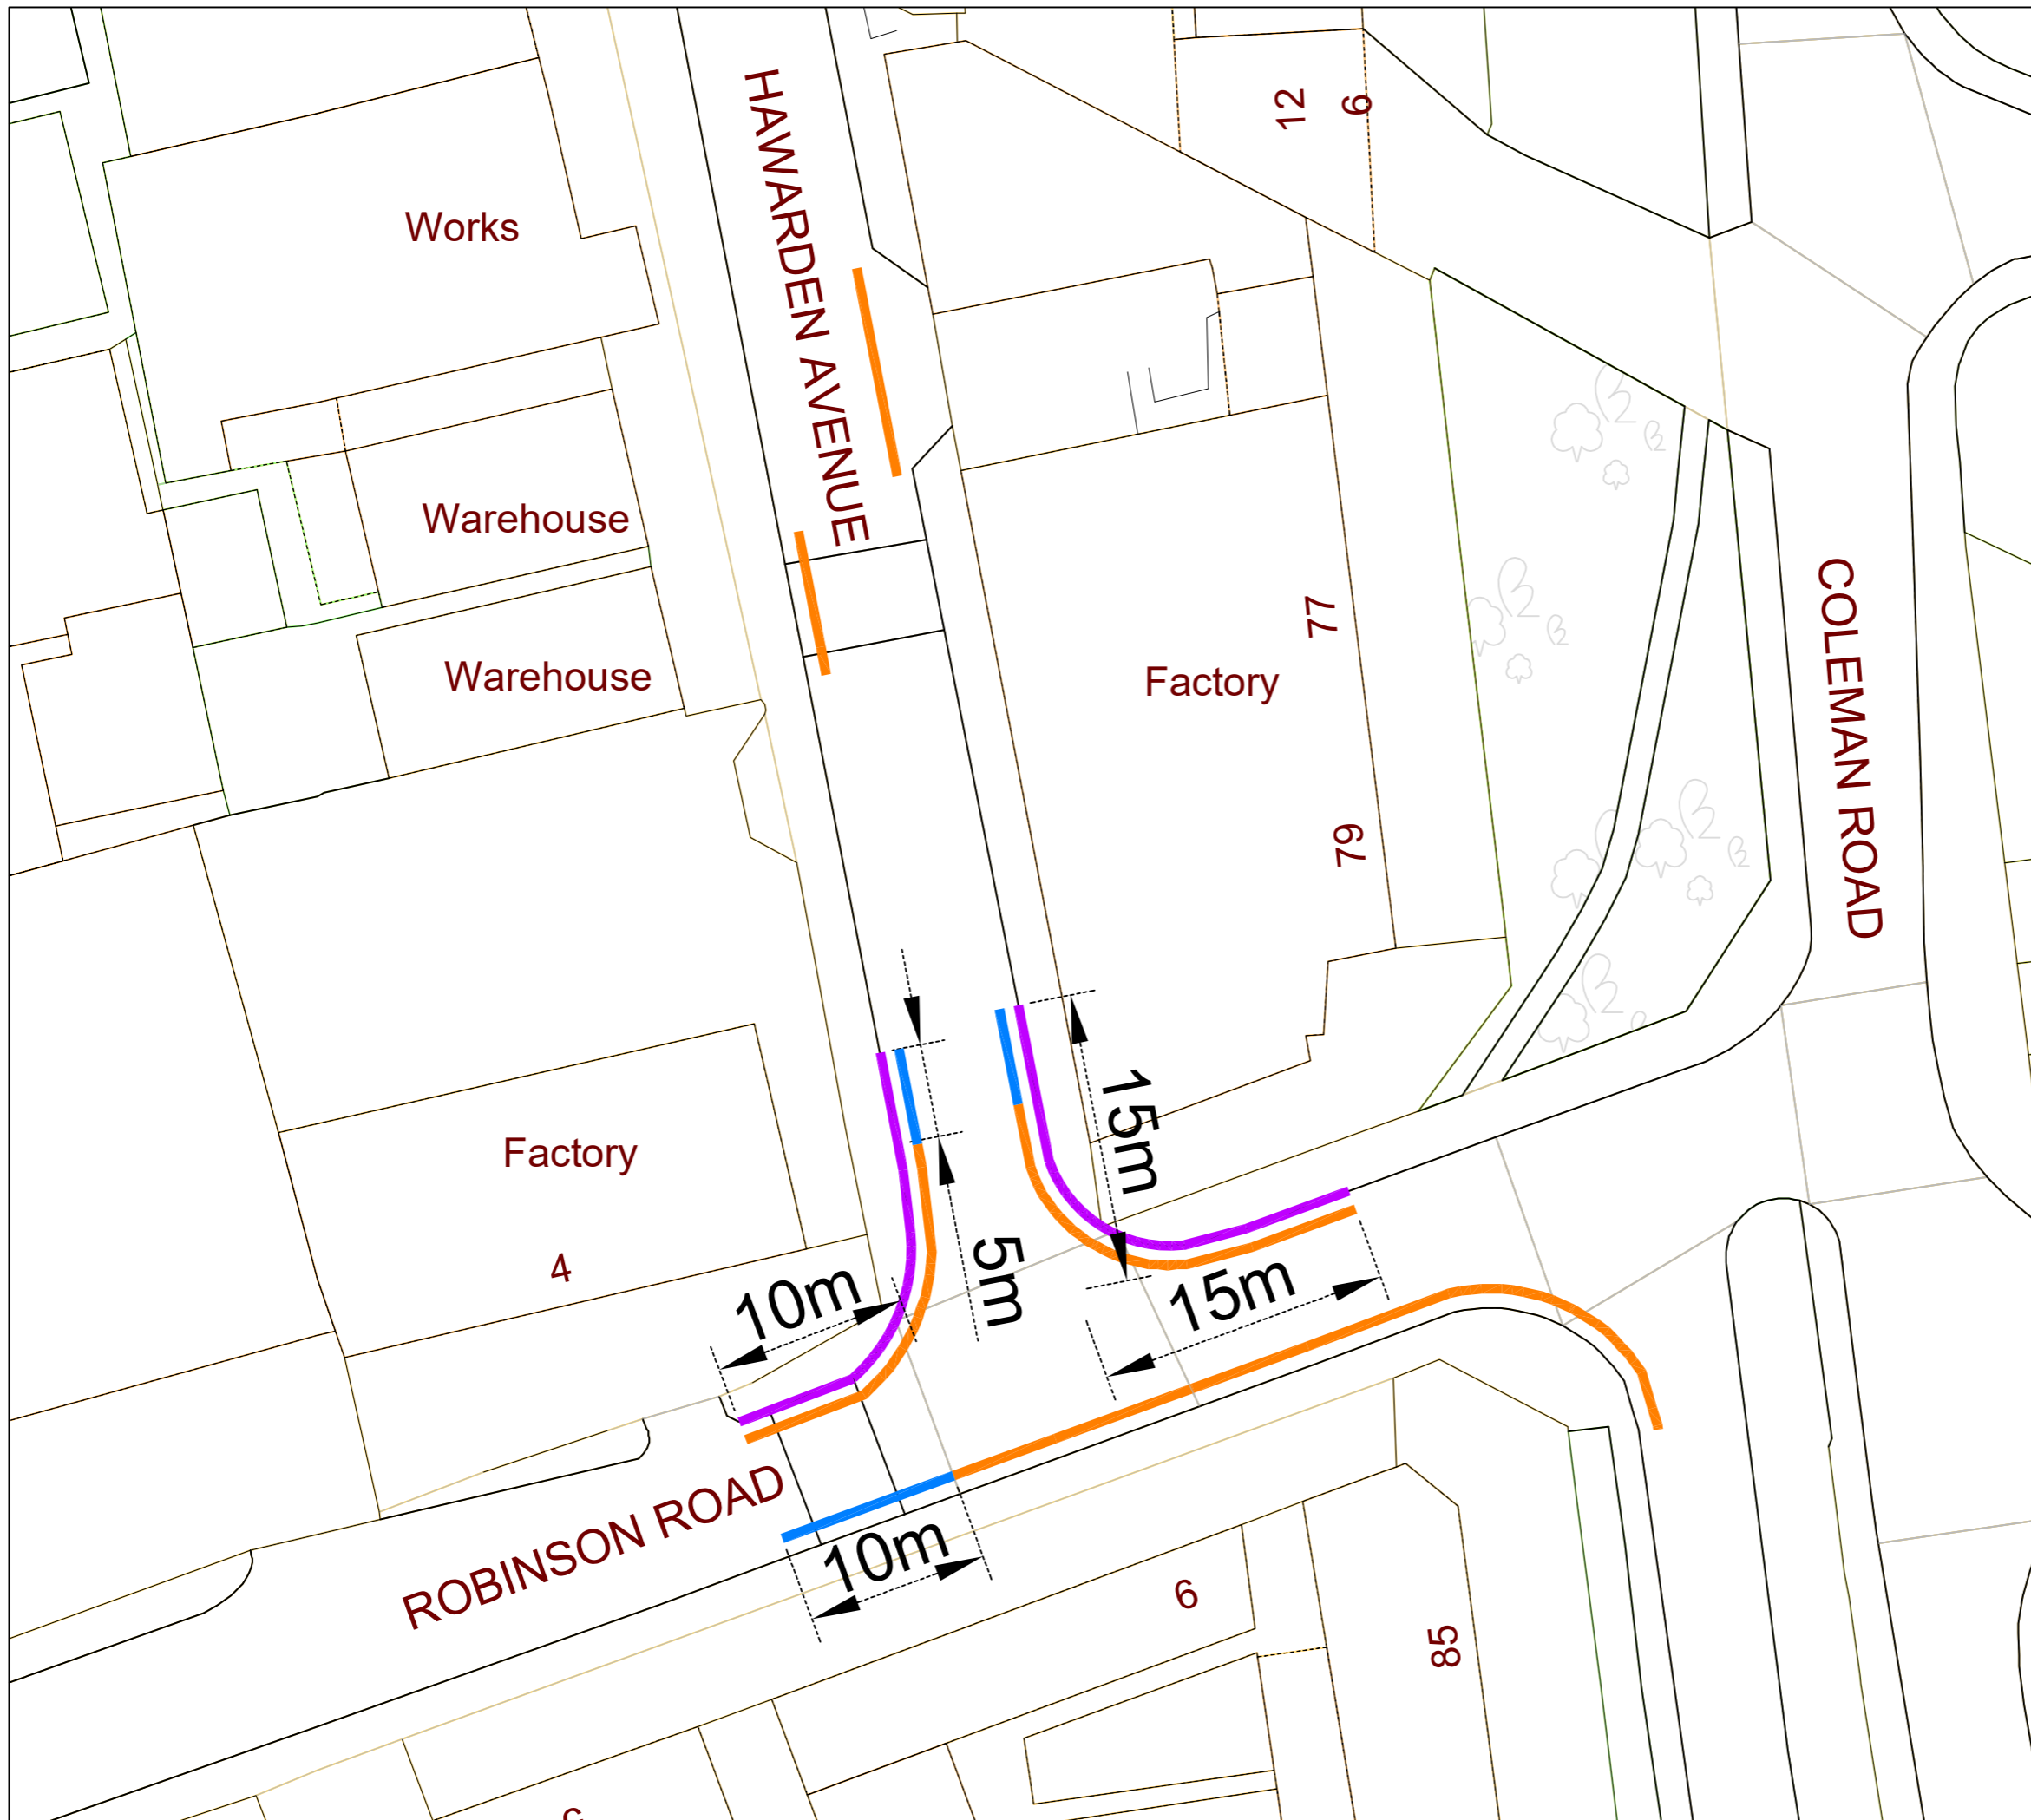 12
6
HAWARDEN AVENUE
Works
Warehouse
Warehouse
77
Factory
79
COLEMAN ROAD
15m
Factory
4
5m
10m
15m
ROBINSON ROAD
10m
6
85